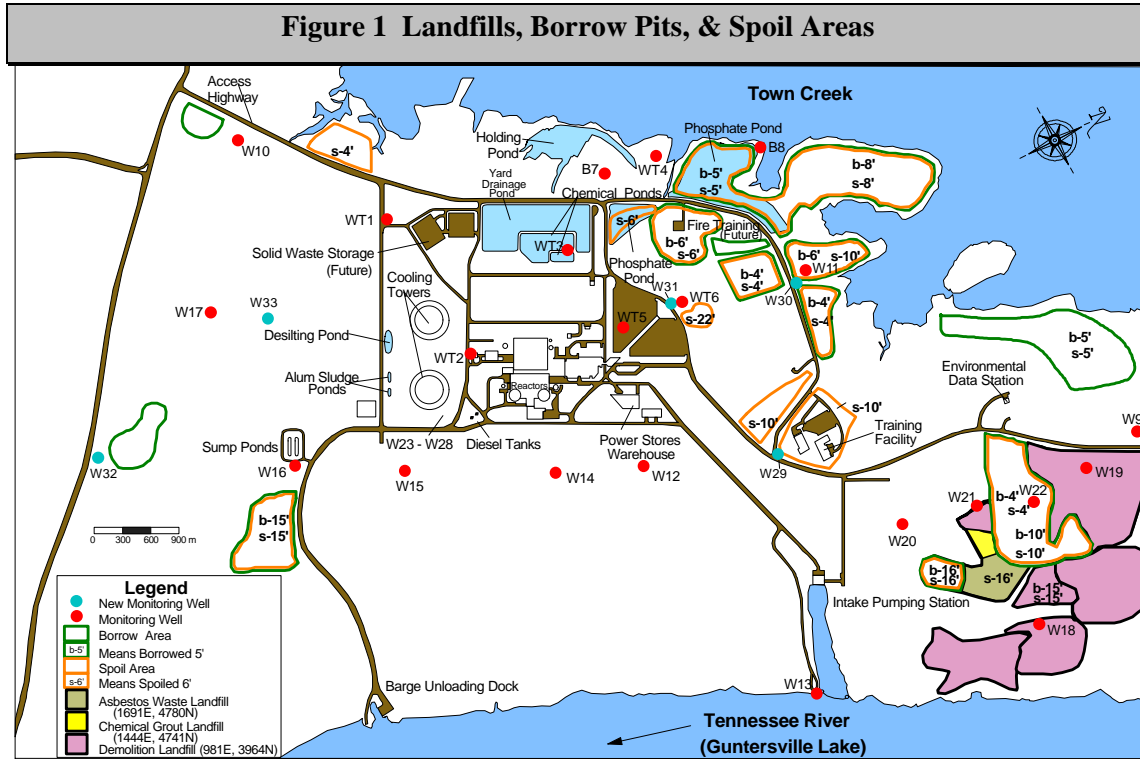 Figure 1 Landfills, Borrow Pits, & Spoil Areas
Access
Highway
Town Creek
N
W10
s-4'
Holding
Pond
B7
WT4
Phosphate Pond
B8
b-5'
s-5'
b-8'
s-8'
Yard
Drainage
Pond
Chemical Ponds
WT1
WT3
s-6'
Fire Training
(Future)
b-6'
s-6'
Solid Waste Storage
(Future)
Phosphate
Pond
b-6'
s-10'
W11
b-4'
s-4'
W30
b-4'
s-4'
Cooling
Towers
W17
W33
W31
WT6
s-22'
WT5
Desilting Pond
WT2
b-5'
s-5'
Environmental
Data Station
Alum Sludge
Ponds
Reactors
s-10'
s-10'
Training
Facility
Sump Ponds
W23 - W28
Diesel Tanks
Power Stores
Warehouse
W9
W32
W16
W15
W14
W12
W29
W19
W21
W22
b-4'
s-4'
W20
b-10'
s-10'
b-15'
s-15'
0 300 600 900 m
b-16'
s-16'
s-16'
b-15'
s-15'
Intake Pumping Station
W18
Legend
New Monitoring Well
Monitoring Well
Borrow Area
b-5'
Means Borrowed 5'
Spoil Area
s-6'
Means Spoiled 6'
Asbestos Waste Landfill
(1691E, 4780N)
Chemical Grout Landfill
(1444E, 4741N)
Demolition Landfill (981E, 3964N)
Barge Unloading Dock
W13
Tennessee River
(Guntersville Lake)